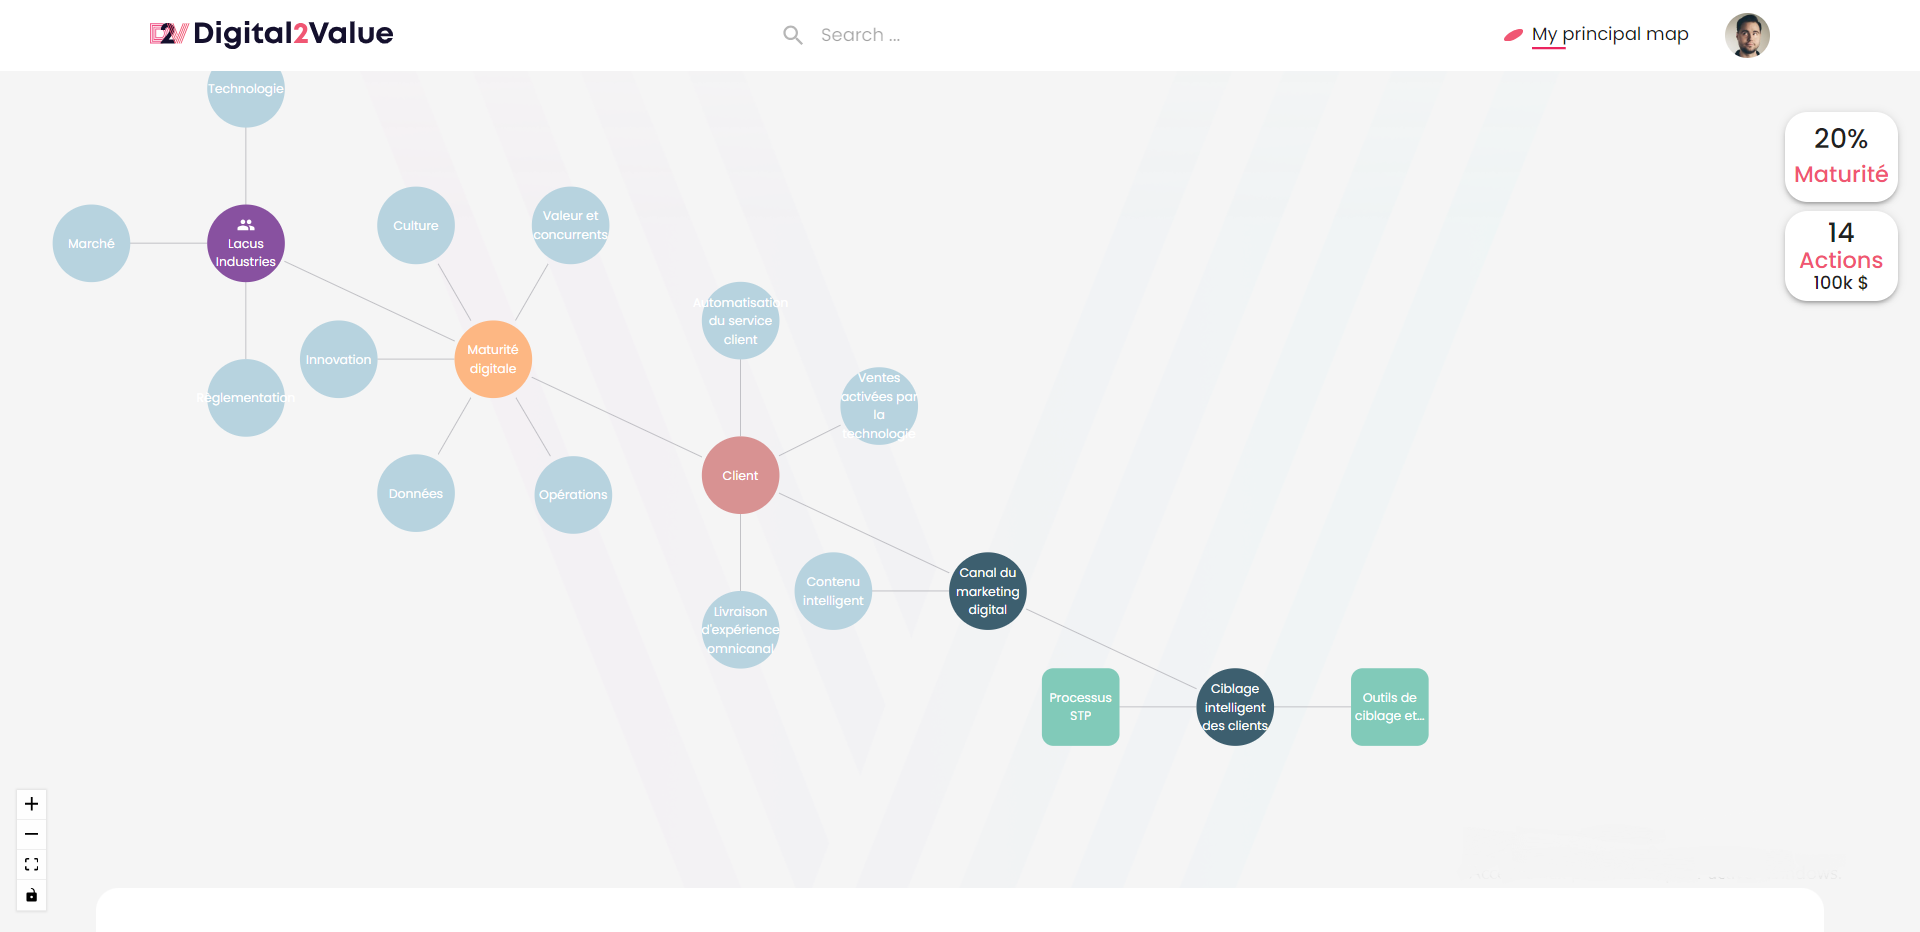 D2V Digital2Value
Search ...
My principal map
Technologie
20%
Maturité
14
Actions
100k $
Marché
Lacus
Industries
Culture
Valeur et
concurrents
Automatisation
du service
client
Innovation
Maturité
digitale
Règlementation
Ventes
activées par
la
technologie
Client
Données
Opérations
Contenu
intelligent
Canal du
marketing
digital
Livraison
d'expérience
omnicanal
Processus
STP
Ciblage
intelligent
des clients
Outils de
ciblage et...